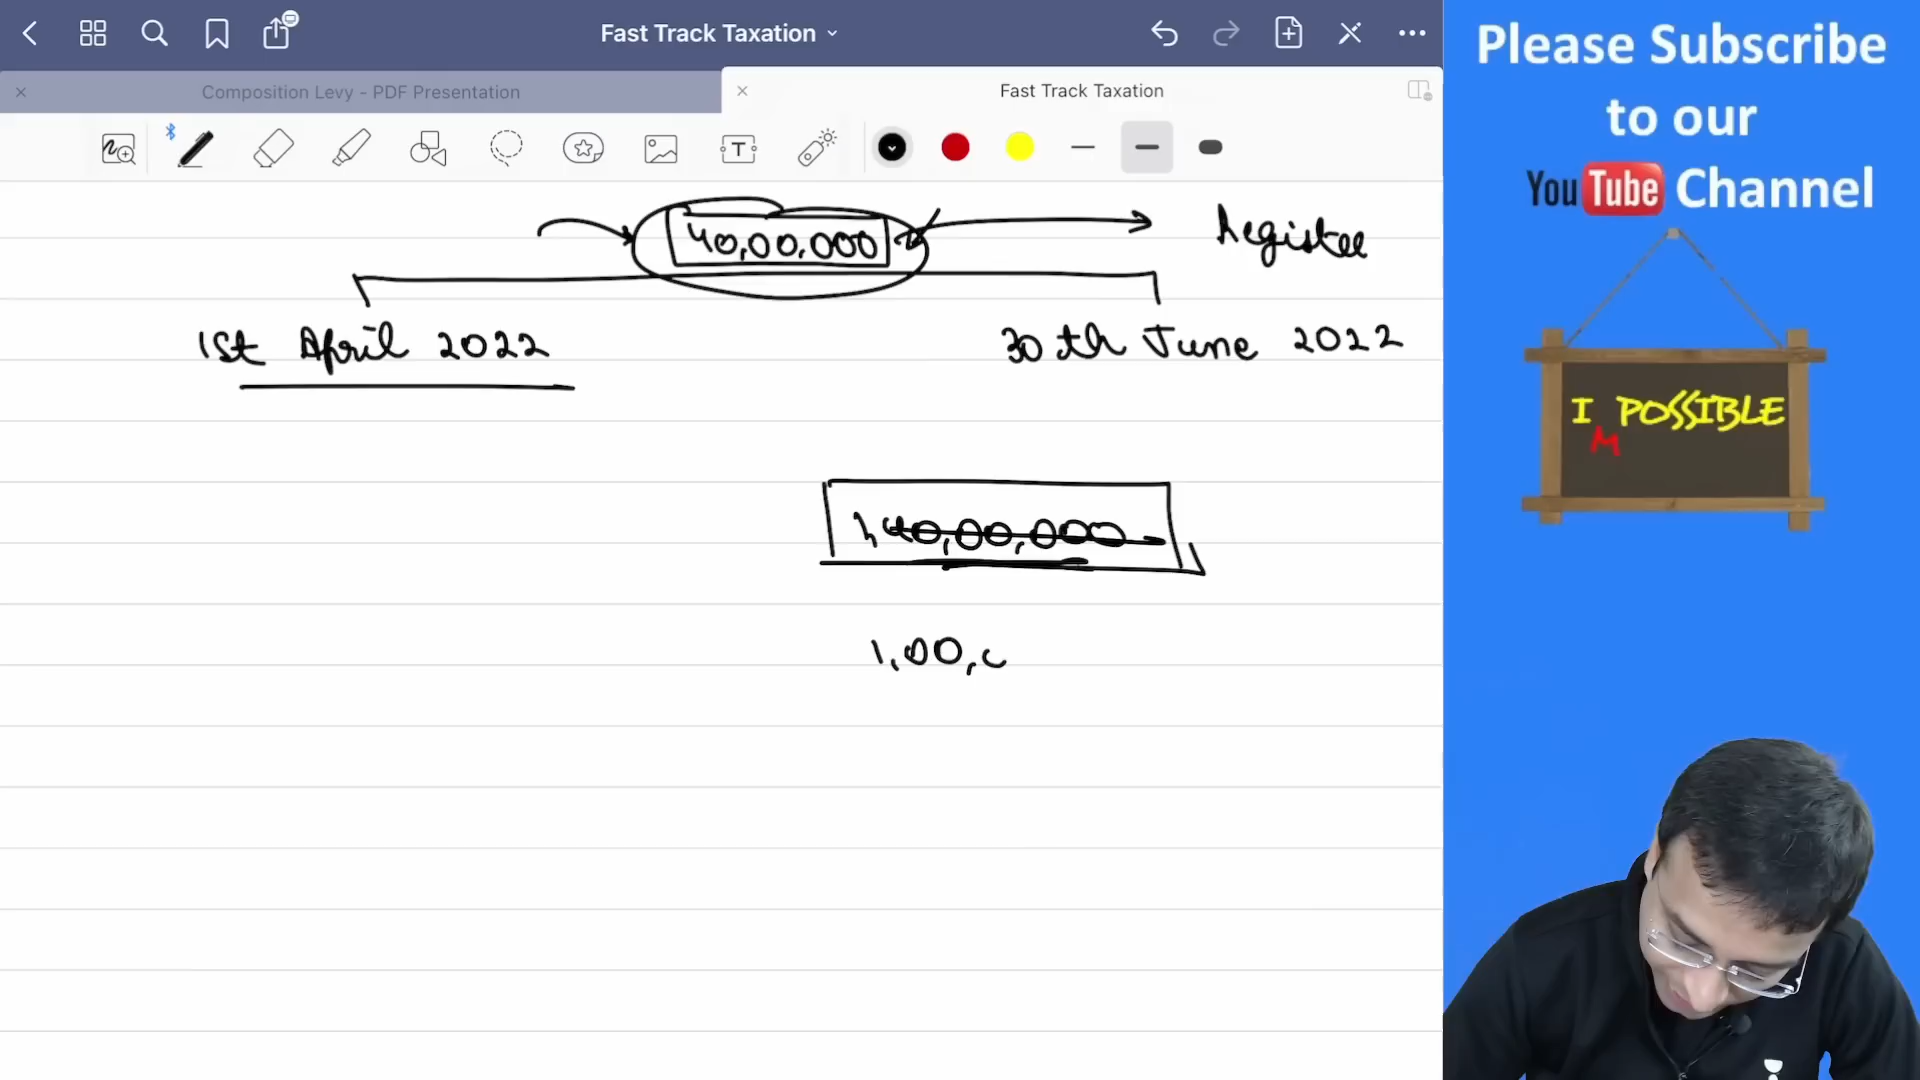 Fast Track Taxation
Composition Levy - PDF Presentation
Fast Track Taxation
T
40,00,000
Register
1st April 2022
30th June 2022
40,00,000
1,00,0
Please Subscribe
to our
YouTube Channel
I POSSIBLE
M